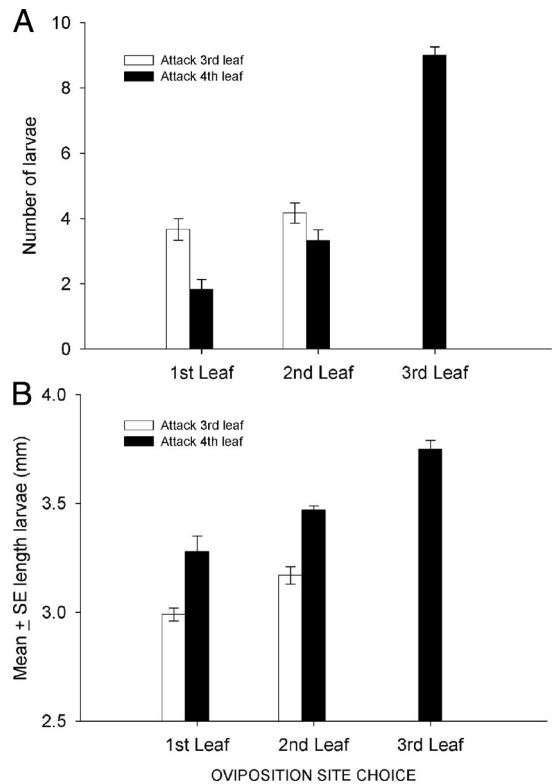 A
10
8
6
4
2
0
Number of larvae
Attack 3rd leaf
Attack 4th leaf
1st Leaf 2nd Leaf 3rd Leaf
B
4.0
3.5
3.0
2.5
Mean ± SE length larvae (mm)
Attack 3rd leaf
Attack 4th leaf
1st Leaf 2nd Leaf 3rd Leaf
OVIPOSITION SITE CHOICE